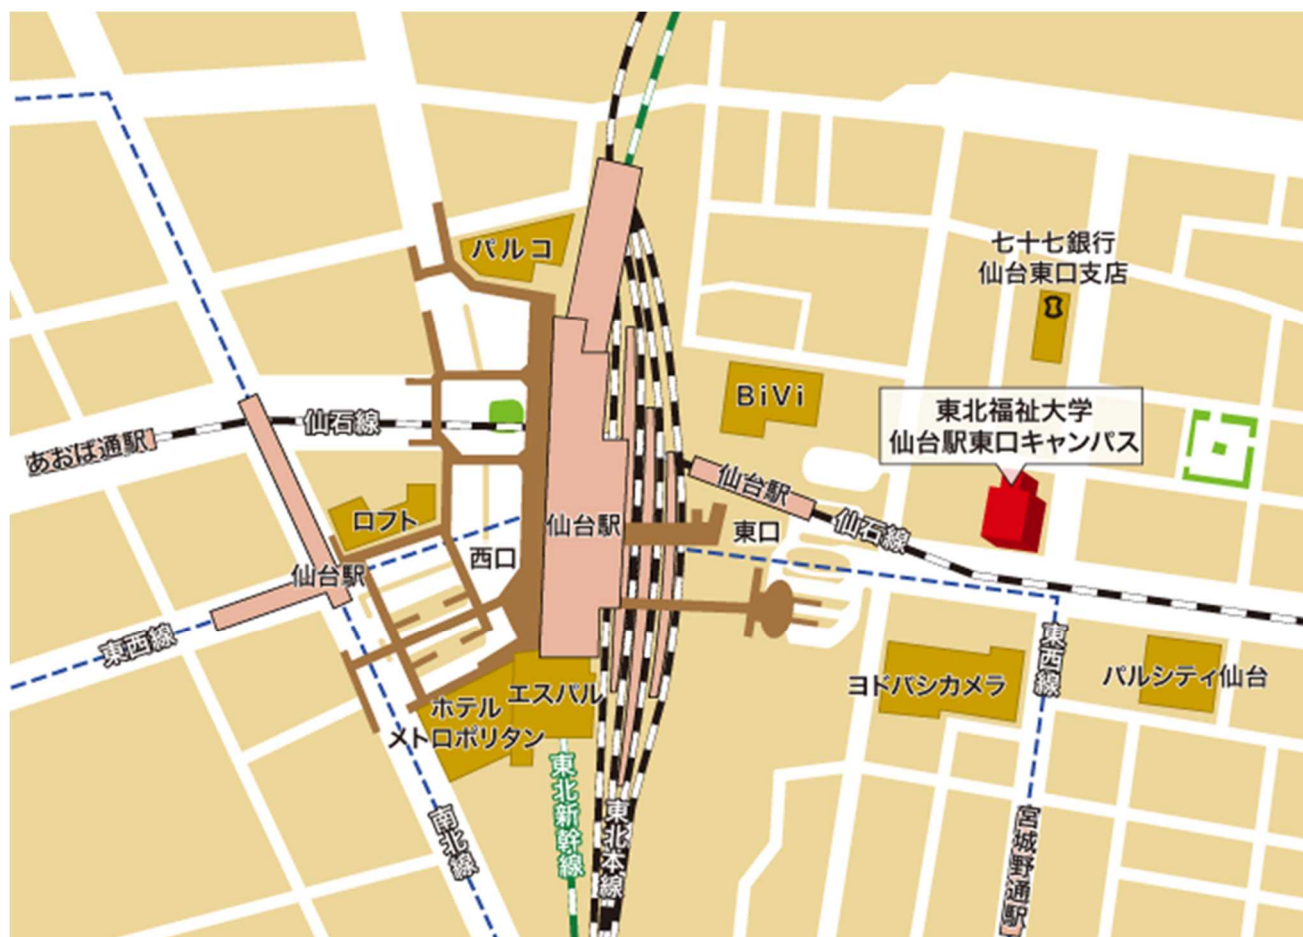 パルコ
七十七銀行
仙台東口支店
BiVi
東北福祉大学
仙台駅東口キャンパス
仙石線
あおば通駅
ロフト
仙台駅
西口
仙台駅
東口
仙台駅
仙石線
仙台駅
東西線
東西線
エスパル
ホテル
メトロポリタン
ヨドバシカメラ
パルシティ仙台
東北新幹線
東北本線
南北線
宮城野通駅